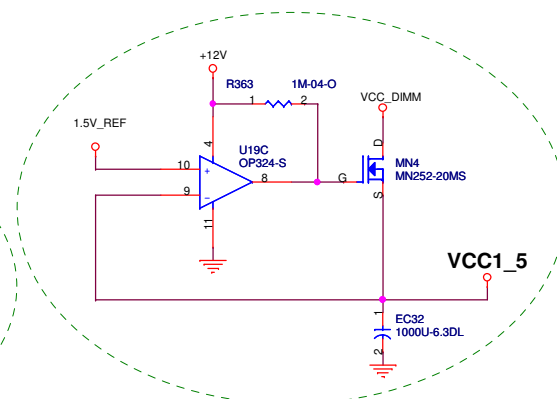 +12V
R363
1M-04-O
1
2
VCC_DIMM
1.5V_REF
4
U19C
OP324-S
D
10
+
MN4
MN252-20MS
9
-
8
G
S
11
VCC1_5
1
EC32
1000U-6.3DL
2